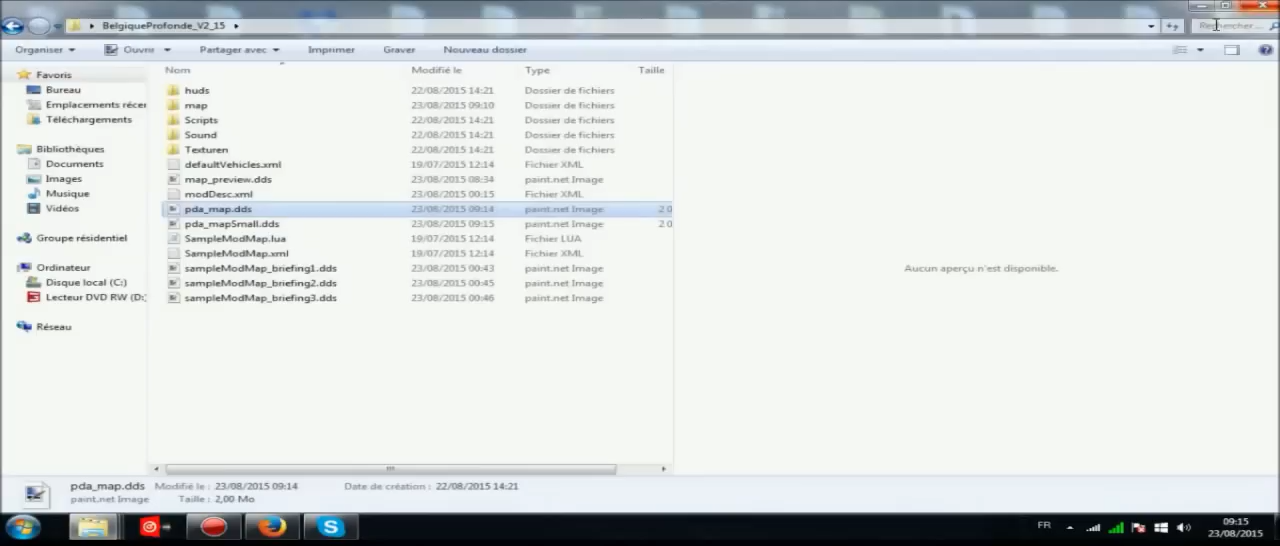 BelgiqueProfonde_V2_15
Rechercher...
Organiser Ouvrir Partager avec Imprimer Graver Nouveau dossier
Nom Modifié le Type Taille
Favoris
Bureau
Emplacements récer
Téléchargements
Bibliothèques
Documents
Images
Musique
Vidéos
Groupe résidentiel
Ordinateur
Disque local (C:)
Lecteur DVD RW (D:
Réseau
huds 22/08/2015 14:21 Dossier de fichiers
map 23/08/2015 09:10 Dossier de fichiers
Scripts 22/08/2015 14:21 Dossier de fichiers
Sound 22/08/2015 14:21 Dossier de fichiers
Texturen 22/08/2015 14:21 Dossier de fichiers
defaultVehicles.xml 19/07/2015 12:14 Fichier XML
map_preview.dds 23/08/2015 08:34 paint.net Image
modDesc.xml 23/08/2015 00:15 Fichier XML
pda_map.dds 23/08/2015 09:14 paint.net Image 2 0
pda_mapSmall.dds 23/08/2015 09:15 paint.net Image 2 0
SampleModMap.lua 19/07/2015 12:14 Fichier LUA
SampleModMap.xml 19/07/2015 12:14 Fichier XML
sampleModMap_briefing1.dds 23/08/2015 00:43 paint.net Image
sampleModMap_briefing2.dds 23/08/2015 00:45 paint.net Image
sampleModMap_briefing3.dds 23/08/2015 00:46 paint.net Image
Aucun aperçu n'est disponible.
pda_map.dds Modifié le : 23/08/2015 09:14 Date de création : 22/08/2015 14:21
paint.net Image Taille : 2,00 Mo
FR
09:15
23/08/2015